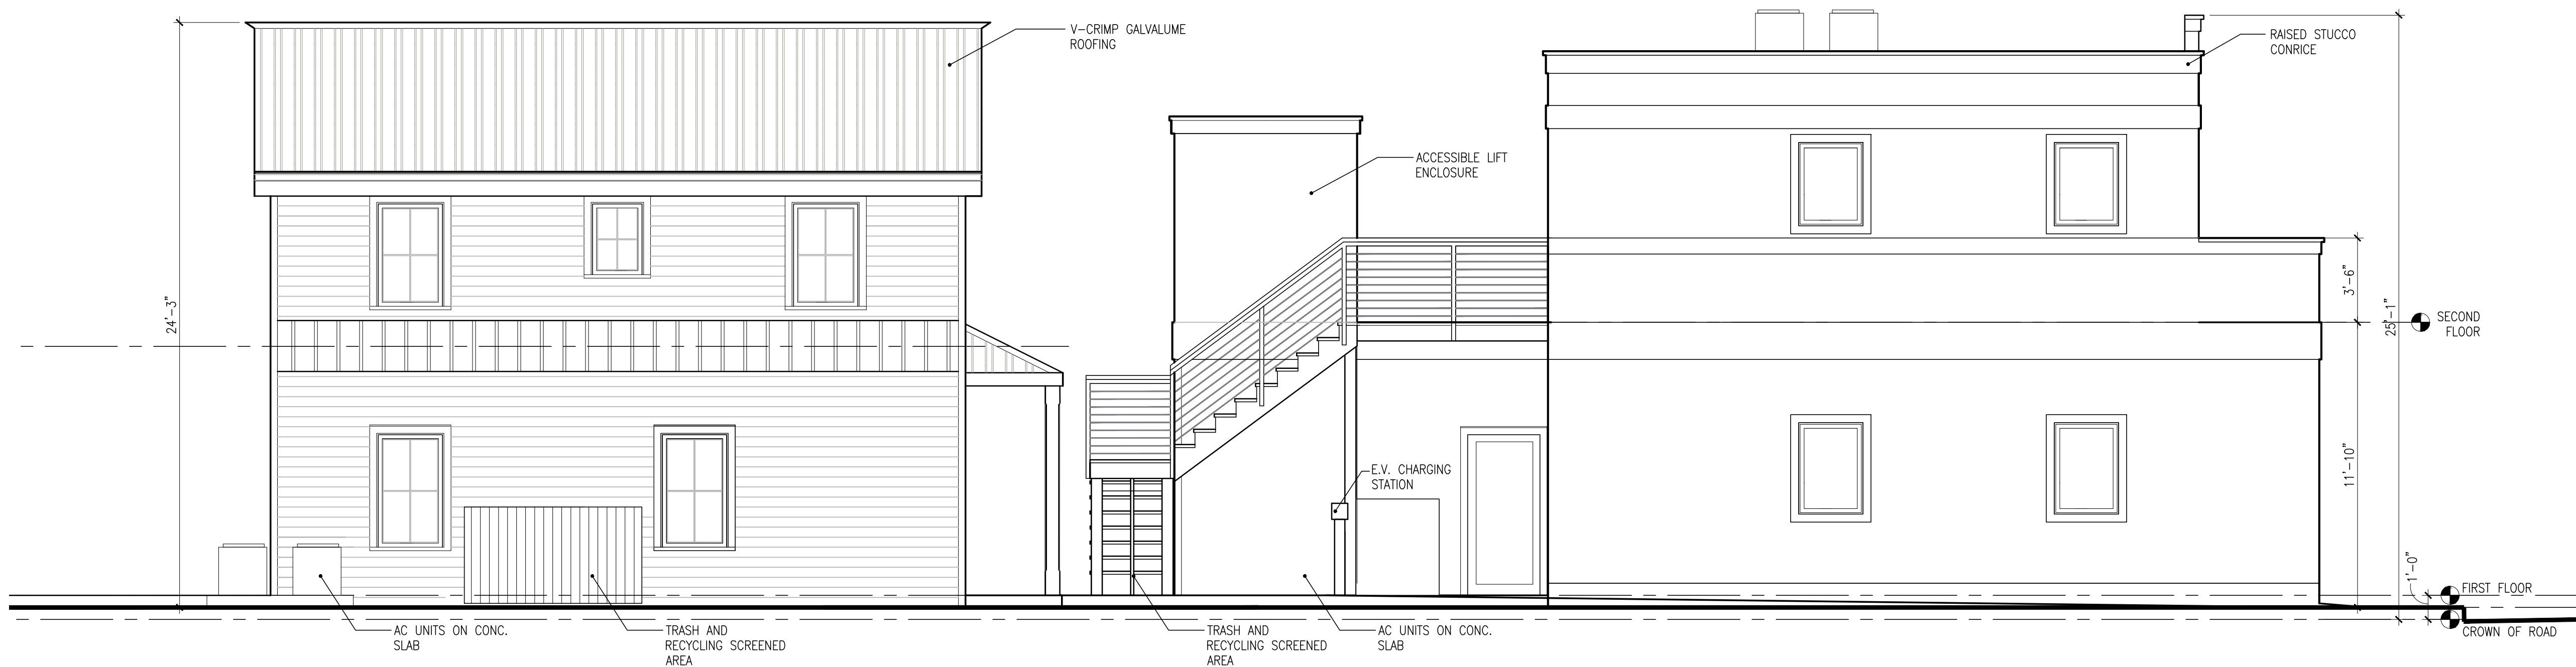 V-CRIMP GALVALUME
ROOFING
RAISED STUCCO
CONRICE
ACCESSIBLE LIFT
ENCLOSURE
24'-3"
3'-6"
25'-1"
SECOND
FLOOR
11'-10"
E.V. CHARGING
STATION
1'-0"
FIRST FLOOR
CROWN OF ROAD
AC UNITS ON CONC.
SLAB
TRASH AND
RECYCLING SCREENED
AREA
TRASH AND
RECYCLING SCREENED
AREA
AC UNITS ON CONC.
SLAB